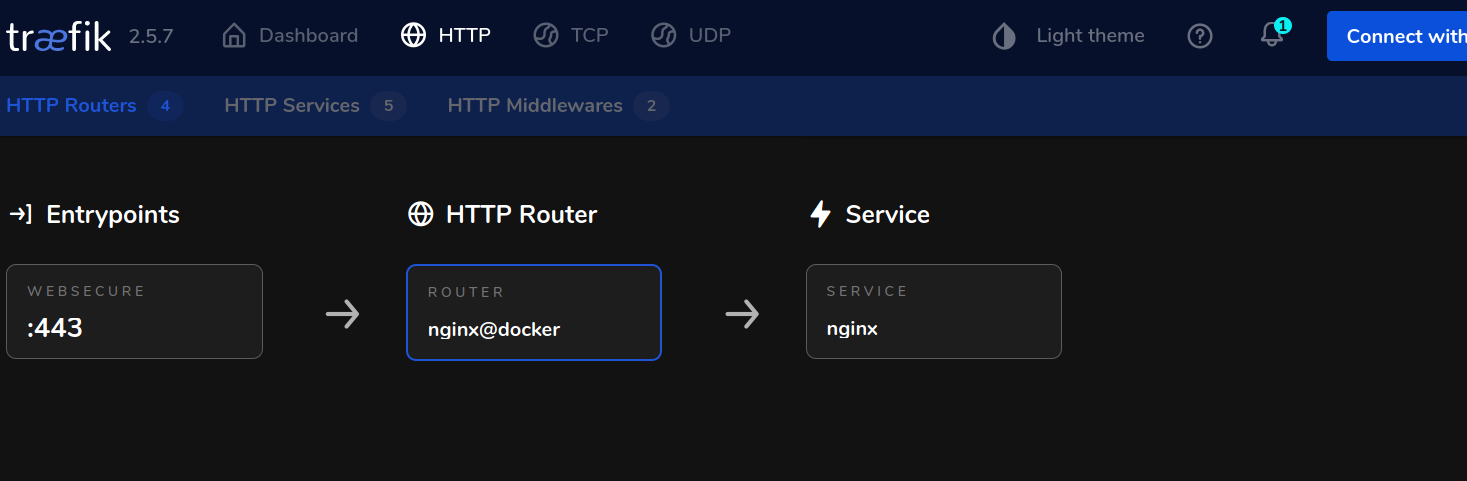 træfik 2.5.7 Dashboard HTTP TCP UDP Light theme 1 Connect with
HTTP Routers 4 HTTP Services 5 HTTP Middlewares 2
Entrypoints HTTP Router Service
WEBSECURE ROUTER SERVICE
:443 nginx@docker nginx